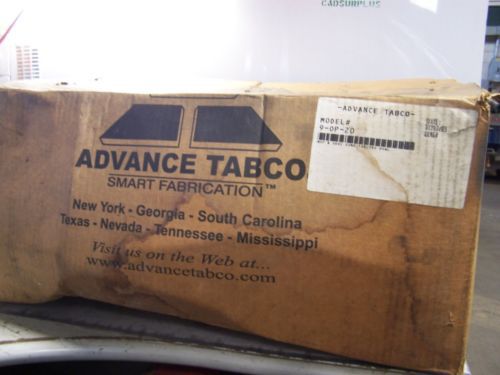 CADSURPLUS
-ADVANCE TABCO-
MODEL#
9-OP-20
ADVANCE TABCO
SMART FABRICATION™
New York - Georgia - South Carolina
Texas - Nevada - Tennessee - Mississippi
Visit us on the Web at...
www.advancetabco.com